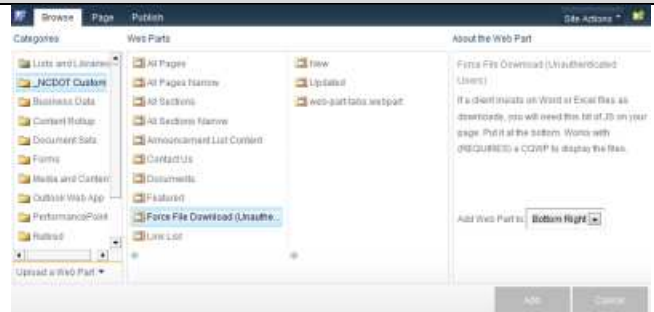 Browse Page Publish Site Actions
Categories Web Parts About the Web Part
Lists and Libraries
_NCDOT Custom
Business Data
Content Rollup
Document Sets
Forms
Media and Content
Outlook Web App
PerformancePoint
Retired
Upload a Web Part
All Pages
All Pages Narrow
All Sections
All Sections Narrow
Announcement List Content
Contact Us
Documents
Featured
Force File Download (Unauthe...
Link List
New
Updated
web-part-tabs.webpart
Force File Download (Unauthenticated
Users)
If a client insists on Word or Excel files as
downloads, you will need this bit of JS on your
page. Put it at the bottom. Works with
(REQUIRES) a CQWP to display the files.
Add Web Part to: Bottom Right
Add Cancel